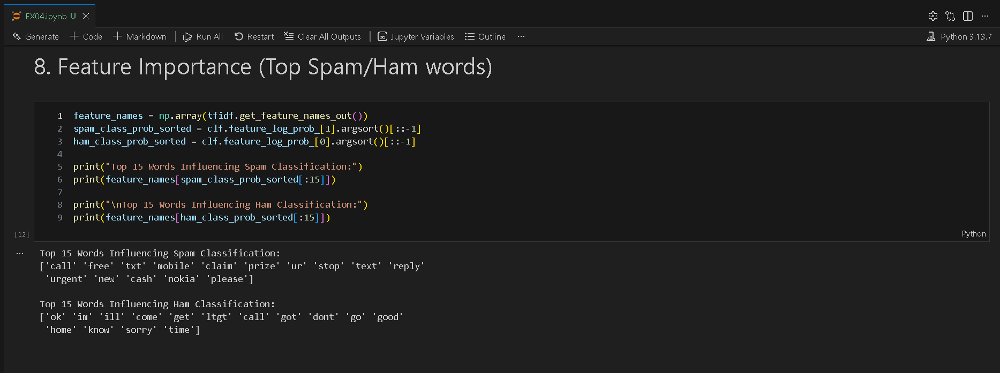 EX04.ipynb U
Generate Code Markdown Run All Restart Clear All Outputs Jupyter Variables Outline ... Python 3.13.7
8. Feature Importance (Top Spam/Ham words)
1 feature_names = np.array(tfidf.get_feature_names_out())
2 spam_class_prob_sorted = clf.feature_log_prob_[1].argsort()[::-1]
3 ham_class_prob_sorted = clf.feature_log_prob_[0].argsort()[::-1]
4
5 print("Top 15 Words Influencing Spam Classification:")
6 print(feature_names[spam_class_prob_sorted[:15]])
7
8 print("\nTop 15 Words Influencing Ham Classification:")
9 print(feature_names[ham_class_prob_sorted[:15]])
[12]
Python
... Top 15 Words Influencing Spam Classification:
['call' 'free' 'txt' 'mobile' 'claim' 'prize' 'ur' 'stop' 'text' 'reply'
'urgent' 'new' 'cash' 'nokia' 'please']
Top 15 Words Influencing Ham Classification:
['ok' 'im' 'ill' 'come' 'get' 'ltgt' 'call' 'got' 'dont' 'go' 'good'
'home' 'know' 'sorry' 'time']